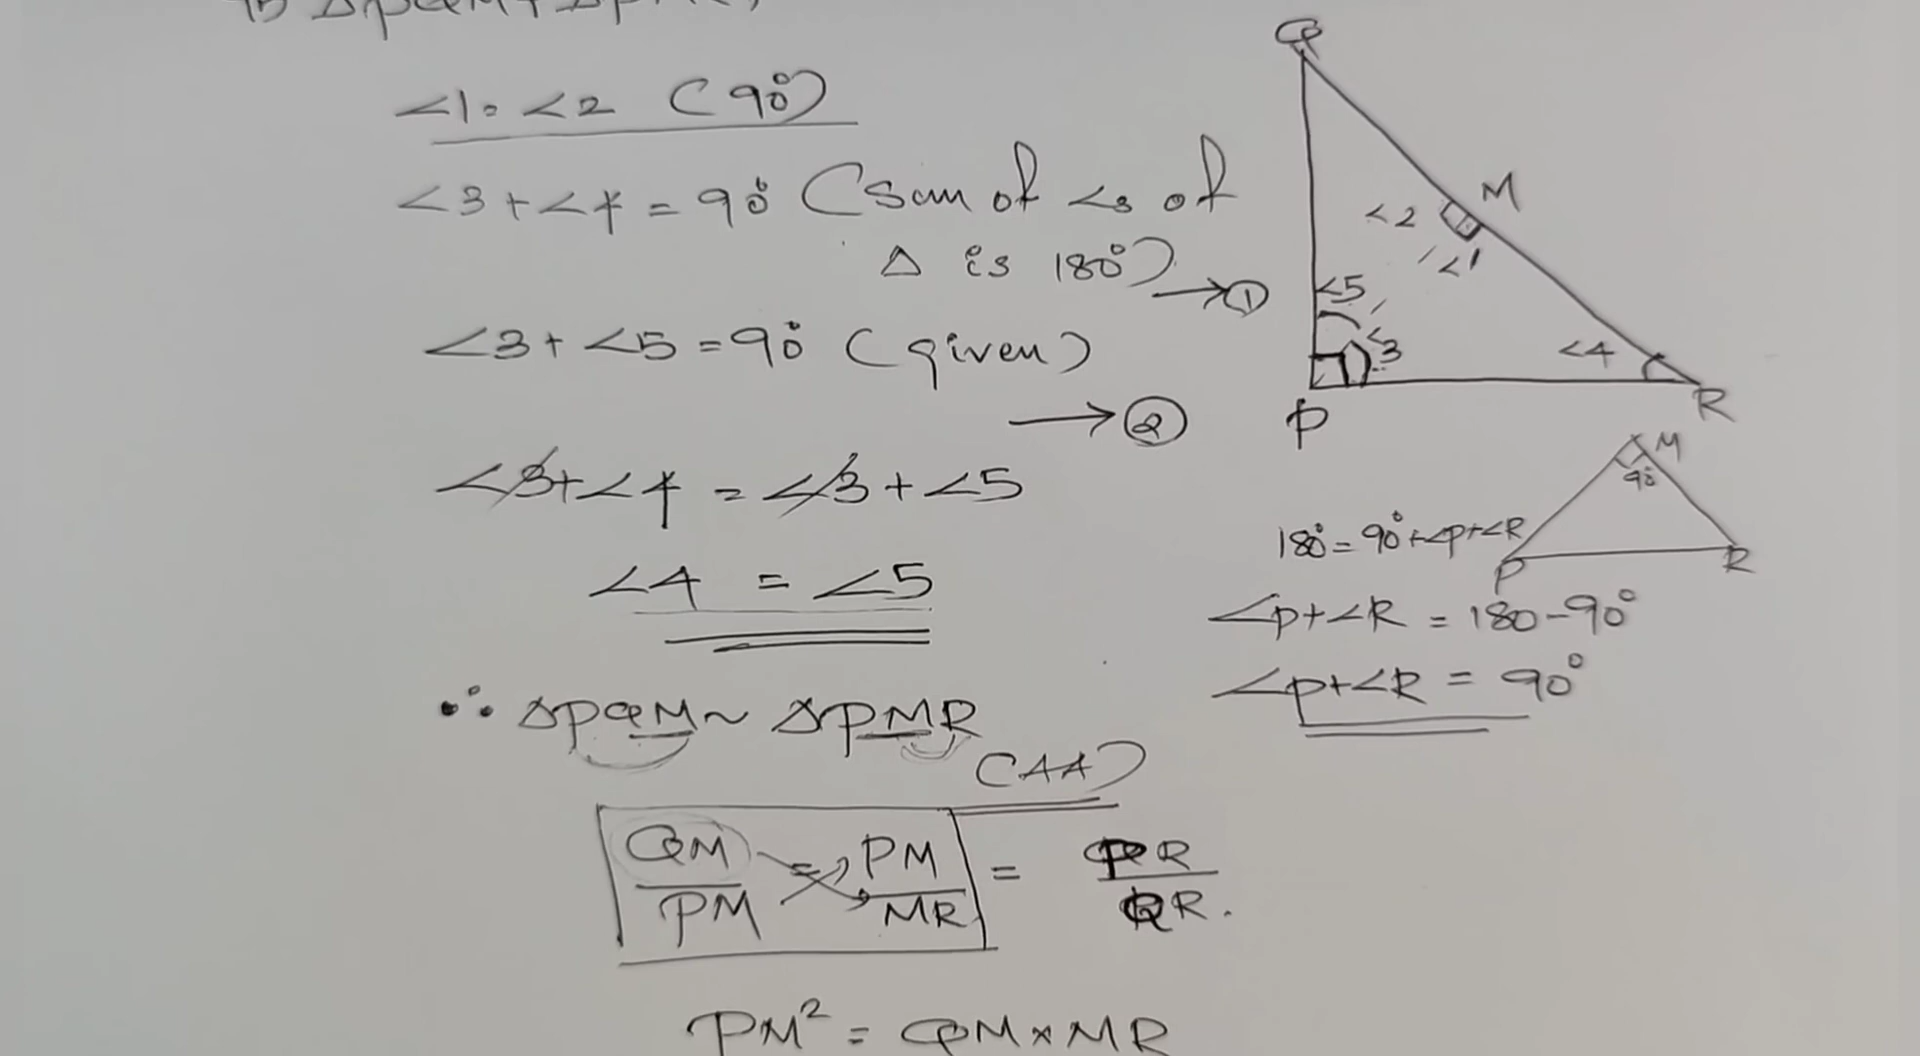 ∠1 = ∠2 (90°)
∠3 + ∠4 = 90° (Sum of ∠s of
Δ is 180°) → ①
∠3 + ∠5 = 90° (given)
→ ②
∠3 + ∠4 = ∠3 + ∠5
∠4 = ∠5
∴ ΔPQM ~ ΔPMR
(AA)
QM/PM = PM/MR = PR/QR.
PM² = QM × MR
Q
M
∠2
∠1
∠5
∠3
∠4
P
R
M
90°
P
R
180° = 90° + ∠P + ∠R
∠P + ∠R = 180 - 90°
∠P + ∠R = 90°